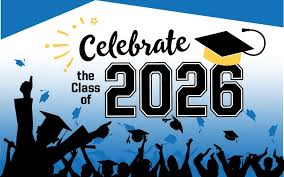 Celebrate
the
Class
of
2026